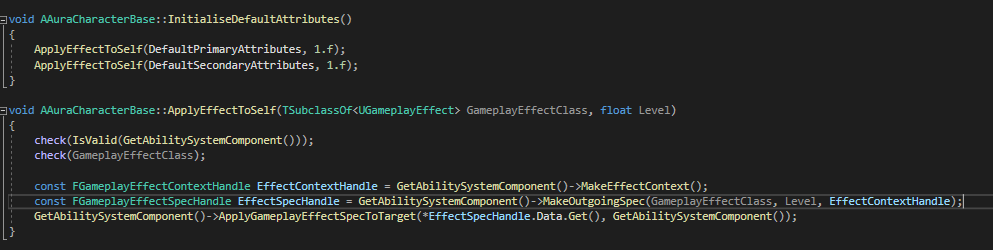 void AAuraCharacterBase::InitialiseDefaultAttributes()
{
ApplyEffectToSelf(DefaultPrimaryAttributes, 1.f);
ApplyEffectToSelf(DefaultSecondaryAttributes, 1.f);
}
void AAuraCharacterBase::ApplyEffectToSelf(TSubclassOf<UGameplayEffect> GameplayEffectClass, float Level)
{
check(IsValid(GetAbilitySystemComponent()));
check(GameplayEffectClass);
const FGameplayEffectContextHandle EffectContextHandle = GetAbilitySystemComponent()->MakeEffectContext();
const FGameplayEffectSpecHandle EffectSpecHandle = GetAbilitySystemComponent()->MakeOutgoingSpec(GameplayEffectClass, Level, EffectContextHandle);
GetAbilitySystemComponent()->ApplyGameplayEffectSpecToTarget(*EffectSpecHandle.Data.Get(), GetAbilitySystemComponent());
}